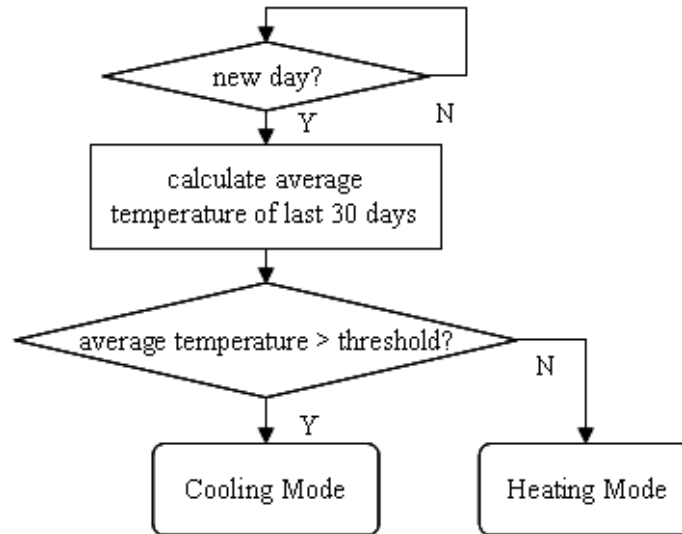 new day?
N
Y
calculate average
temperature of last 30 days
average temperature > threshold?
N
Y
Cooling Mode
Heating Mode